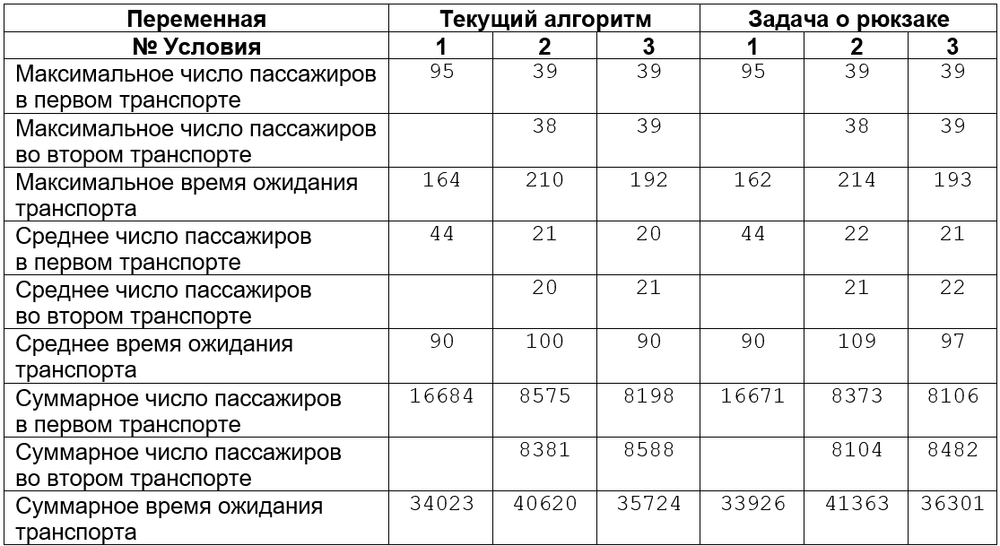 Переменная Текущий алгоритм Задача о рюкзаке
№ Условия 1 2 3 1 2 3
Максимальное число пассажиров 95 39 39 95 39 39
в первом транспорте
Максимальное число пассажиров 38 39 38 39
во втором транспорте
Максимальное время ожидания 164 210 192 162 214 193
транспорта
Среднее число пассажиров 44 21 20 44 22 21
в первом транспорте
Среднее число пассажиров 20 21 21 22
во втором транспорте
Среднее время ожидания 90 100 90 90 109 97
транспорта
Суммарное число пассажиров 16684 8575 8198 16671 8373 8106
в первом транспорте
Суммарное число пассажиров 8381 8588 8104 8482
во втором транспорте
Суммарное время ожидания 34023 40620 35724 33926 41363 36301
транспорта